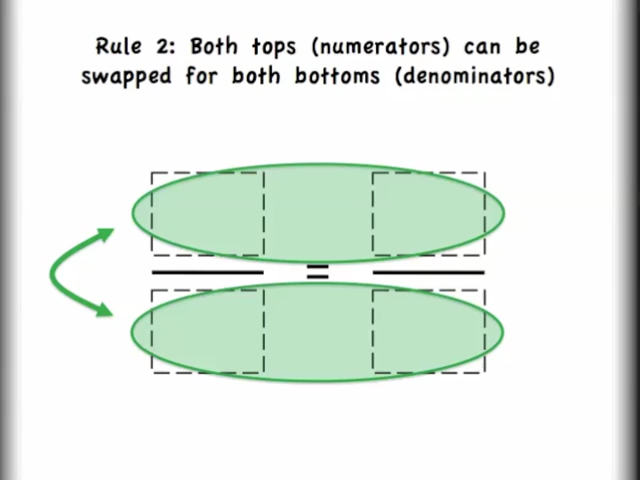 Rule 2: Both tops (numerators) can be
swapped for both bottoms (denominators)
=